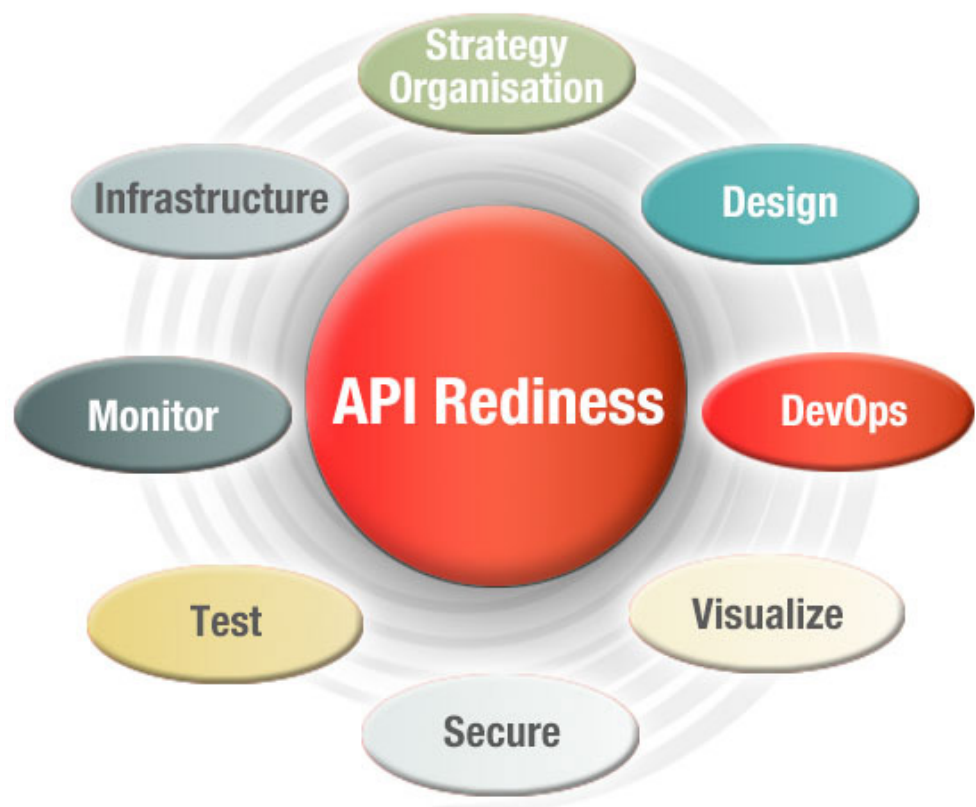 Strategy
Organisation
Infrastructure
Design
API Rediness
Monitor
DevOps
Test
Visualize
Secure